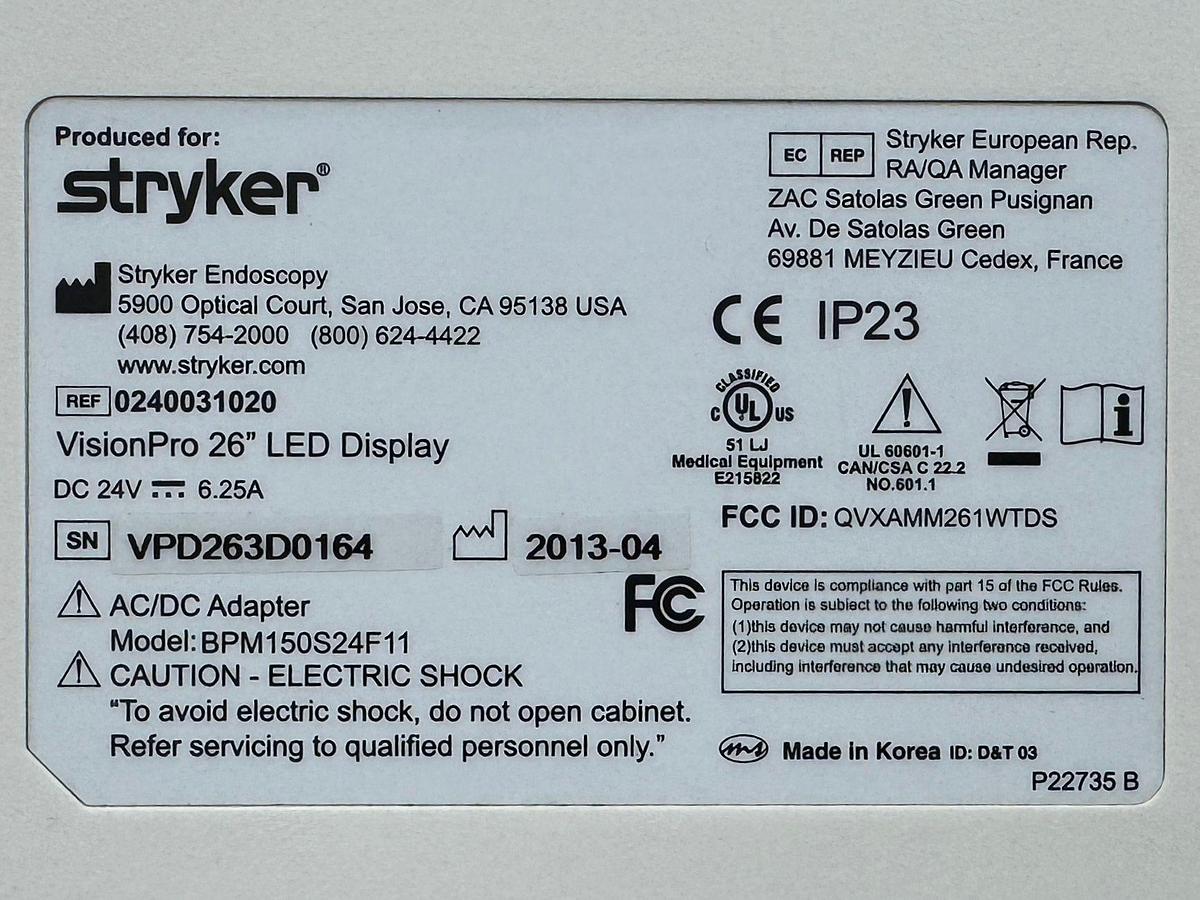 Produced for:
stryker®
Stryker Endoscopy
5900 Optical Court, San Jose, CA 95138 USA
(408) 754-2000 (800) 624-4422
www.stryker.com
REF 0240031020
VisionPro 26” LED Display
DC 24V 6.25A
SN VPD263D0164 2013-04
AC/DC Adapter
Model: BPM150S24F11
CAUTION - ELECTRIC SHOCK
“To avoid electric shock, do not open cabinet.
Refer servicing to qualified personnel only.”
EC REP Stryker European Rep.
RA/QA Manager
ZAC Satolas Green Pusignan
Av. De Satolas Green
69881 MEYZIEU Cedex, France
CE IP23
CLASSIFIED
C UL US
51 LJ
Medical Equipment
E215822
UL 60601-1
CAN/CSA C 22.2
NO.601.1
FCC ID: QVXAMM261WTDS
FC
This device is compliance with part 15 of the FCC Rules.
Operation is subject to the following two conditions:
(1)this device may not cause harmful interference, and
(2)this device must accept any interference received,
including interference that may cause undesired operation.
Made in Korea ID: D&T 03
P22735 B